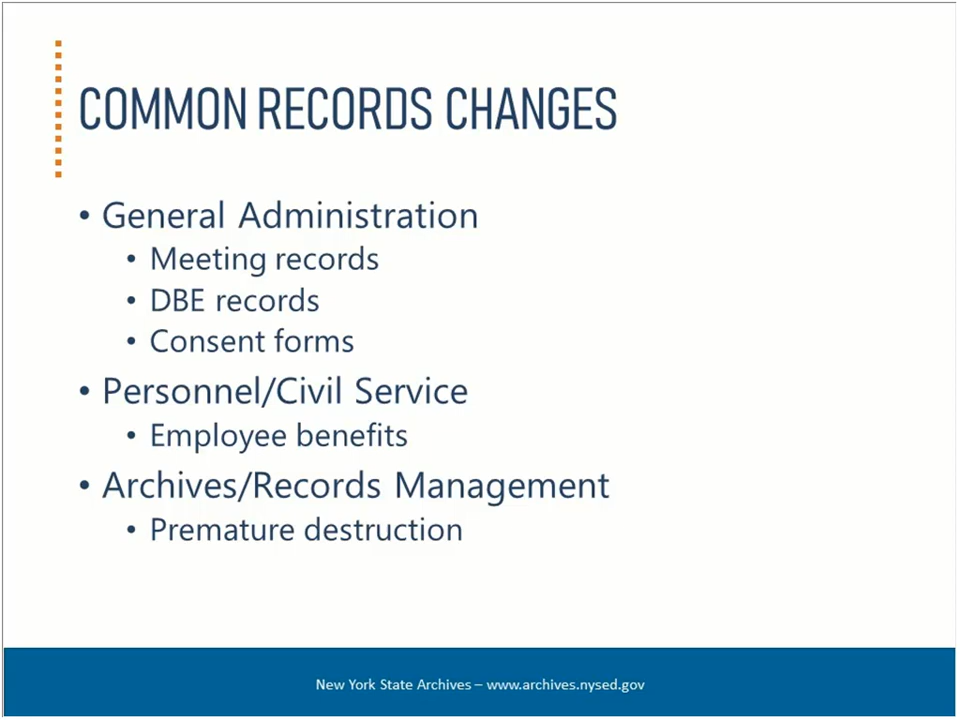 COMMON RECORDS CHANGES
• General Administration
• Meeting records
• DBE records
• Consent forms
• Personnel/Civil Service
• Employee benefits
• Archives/Records Management
• Premature destruction
New York State Archives – www.archives.nysed.gov